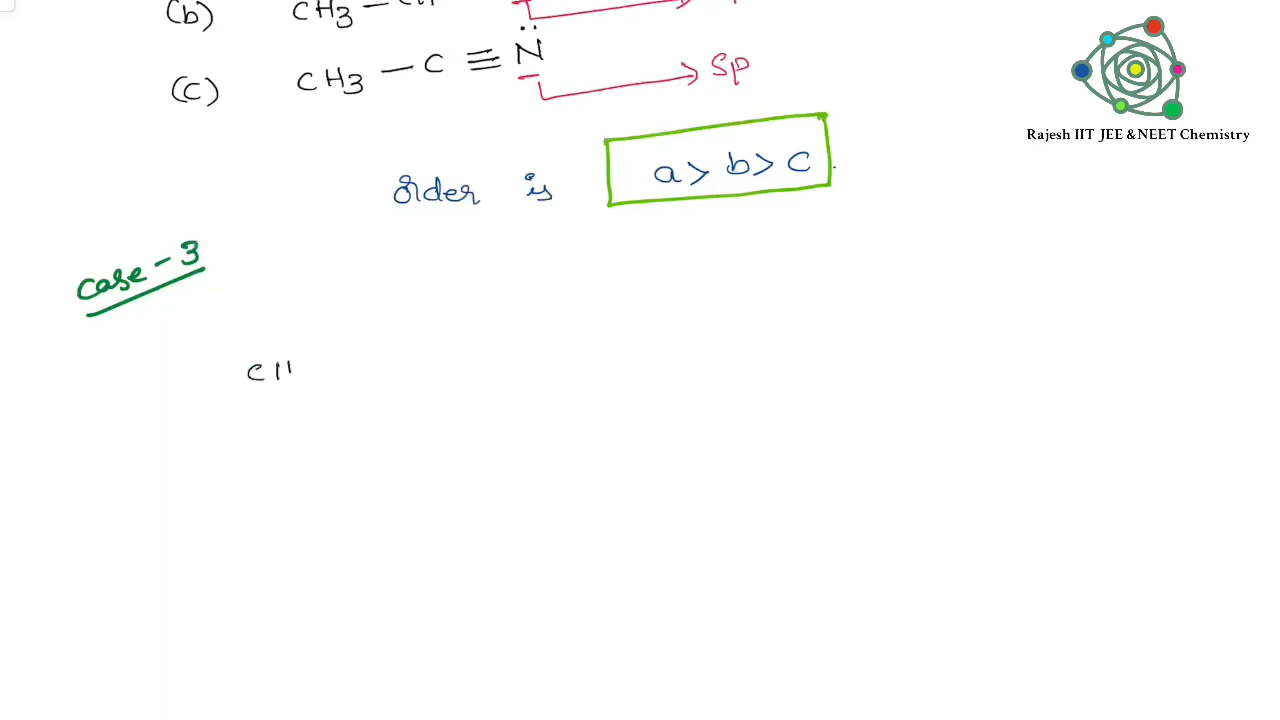 (b) CH3 –
(c) CH3 – C ≡ N̈ → Sp
Rajesh IIT JEE &NEET Chemistry
order is a > b > c
case - 3